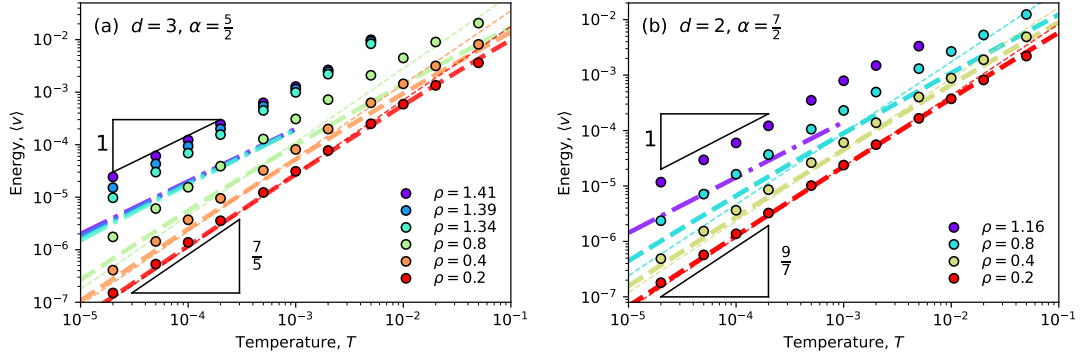 (a) d = 3, α = 5/2
Energy, ⟨v⟩
10⁻²
10⁻³
10⁻⁴
10⁻⁵
10⁻⁶
10⁻⁷
1
7/5
ρ = 1.41
ρ = 1.39
ρ = 1.34
ρ = 0.8
ρ = 0.4
ρ = 0.2
10⁻⁵ 10⁻⁴ 10⁻³ 10⁻² 10⁻¹
Temperature, T
(b) d = 2, α = 7/2
Energy, ⟨v⟩
10⁻²
10⁻³
10⁻⁴
10⁻⁵
10⁻⁶
10⁻⁷
1
9/7
ρ = 1.16
ρ = 0.8
ρ = 0.4
ρ = 0.2
10⁻⁵ 10⁻⁴ 10⁻³ 10⁻² 10⁻¹
Temperature, T